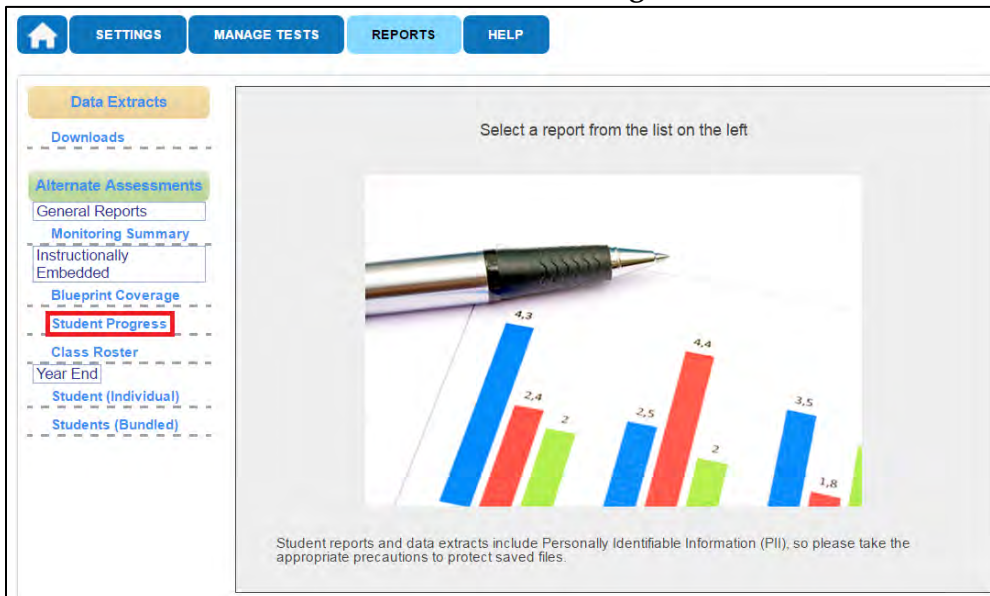 SETTINGS
MANAGE TESTS
REPORTS
HELP
Data Extracts
Downloads
Alternate Assessments
General Reports
Monitoring Summary
Instructionally
Embedded
Blueprint Coverage
Student Progress
Class Roster
Year End
Student (Individual)
Students (Bundled)
Select a report from the list on the left
4,3
2,4
2
2,5
4,4
2
3,5
1,8
Student reports and data extracts include Personally Identifiable Information (PII), so please take the
appropriate precautions to protect saved files.